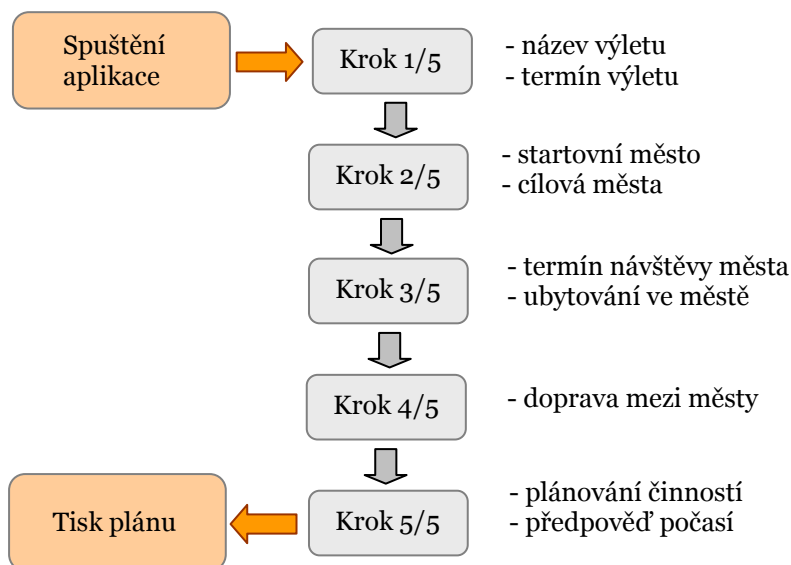 Spuštění
aplikace
Krok 1/5
- název výletu
- termín výletu
Krok 2/5
- startovní město
- cílová města
Krok 3/5
- termín návštěvy města
- ubytování ve městě
Krok 4/5
- doprava mezi městy
Tisk plánu
Krok 5/5
- plánování činností
- předpověď počasí